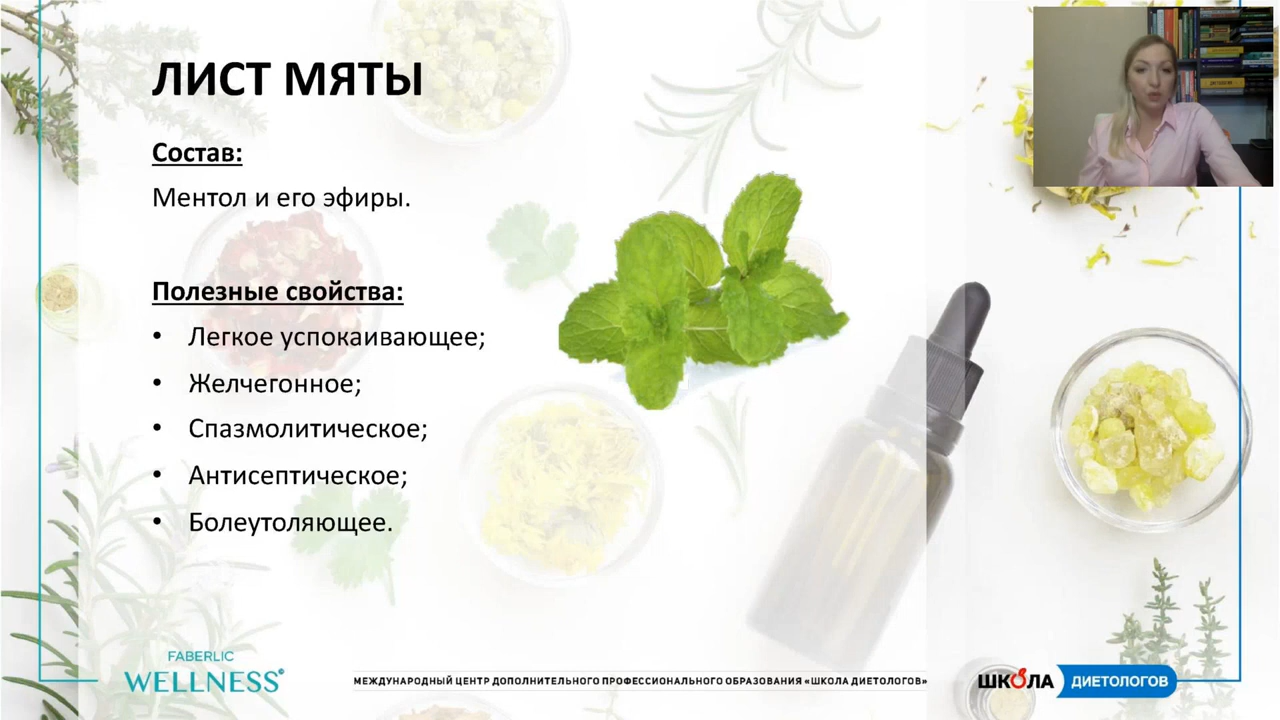 ЛИСТ МЯТЫ
Состав:
Ментол и его эфиры.
Полезные свойства:
• Легкое успокаивающее;
• Желчегонное;
• Спазмолитическое;
• Антисептическое;
• Болеутоляющее.
FABERLIC
WELLNESS
МЕЖДУНАРОДНЫЙ ЦЕНТР ДОПОЛНИТЕЛЬНОГО ПРОФЕССИОНАЛЬНОГО ОБРАЗОВАНИЯ «ШКОЛА ДИЕТОЛОГОВ»
ШКОЛА ДИЕТОЛОГОВ